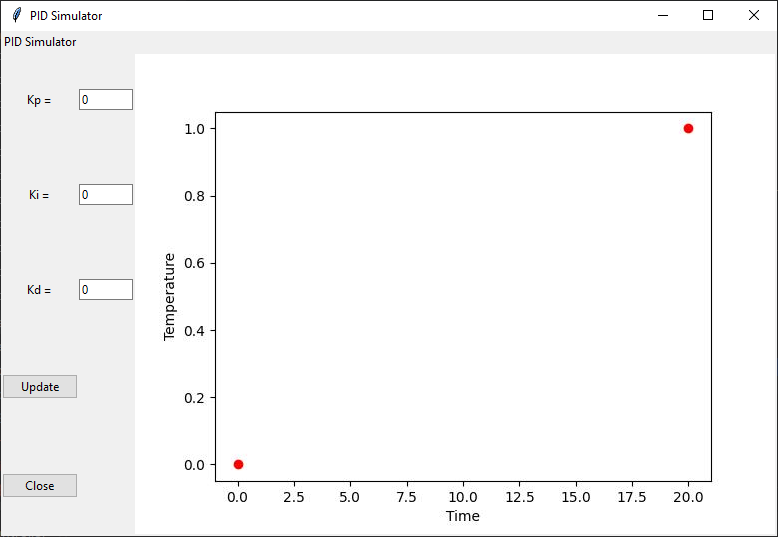 PID Simulator
PID Simulator
Kp = 0
Ki = 0
Kd = 0
Update
Close
Temperature
1.0
0.8
0.6
0.4
0.2
0.0
0.0 2.5 5.0 7.5 10.0 12.5 15.0 17.5 20.0
Time